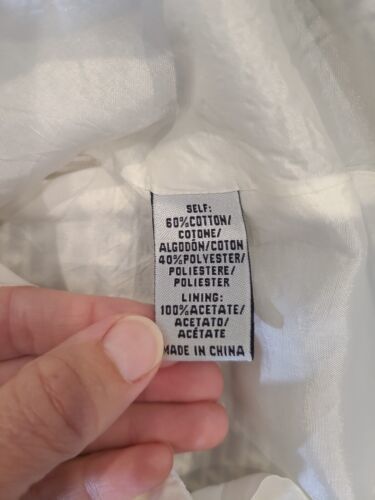 SELF:
60%COTTON/
COTONE/
ALGODÓN/COTON
40%POLYESTER/
POLIESTERE/
POLIESTER
LINING:
100%ACETATE/
ACETATO/
ACÉTATE
MADE IN CHINA